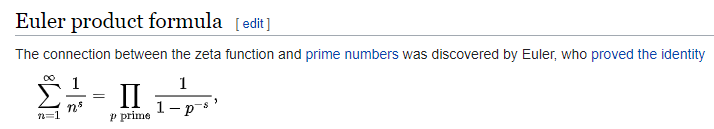 Euler product formula [ edit ]
The connection between the zeta function and prime numbers was discovered by Euler, who proved the identity
∑_{n=1}^{∞} 1/n^s = ∏_{p prime} 1/(1 − p^{−s}) ,